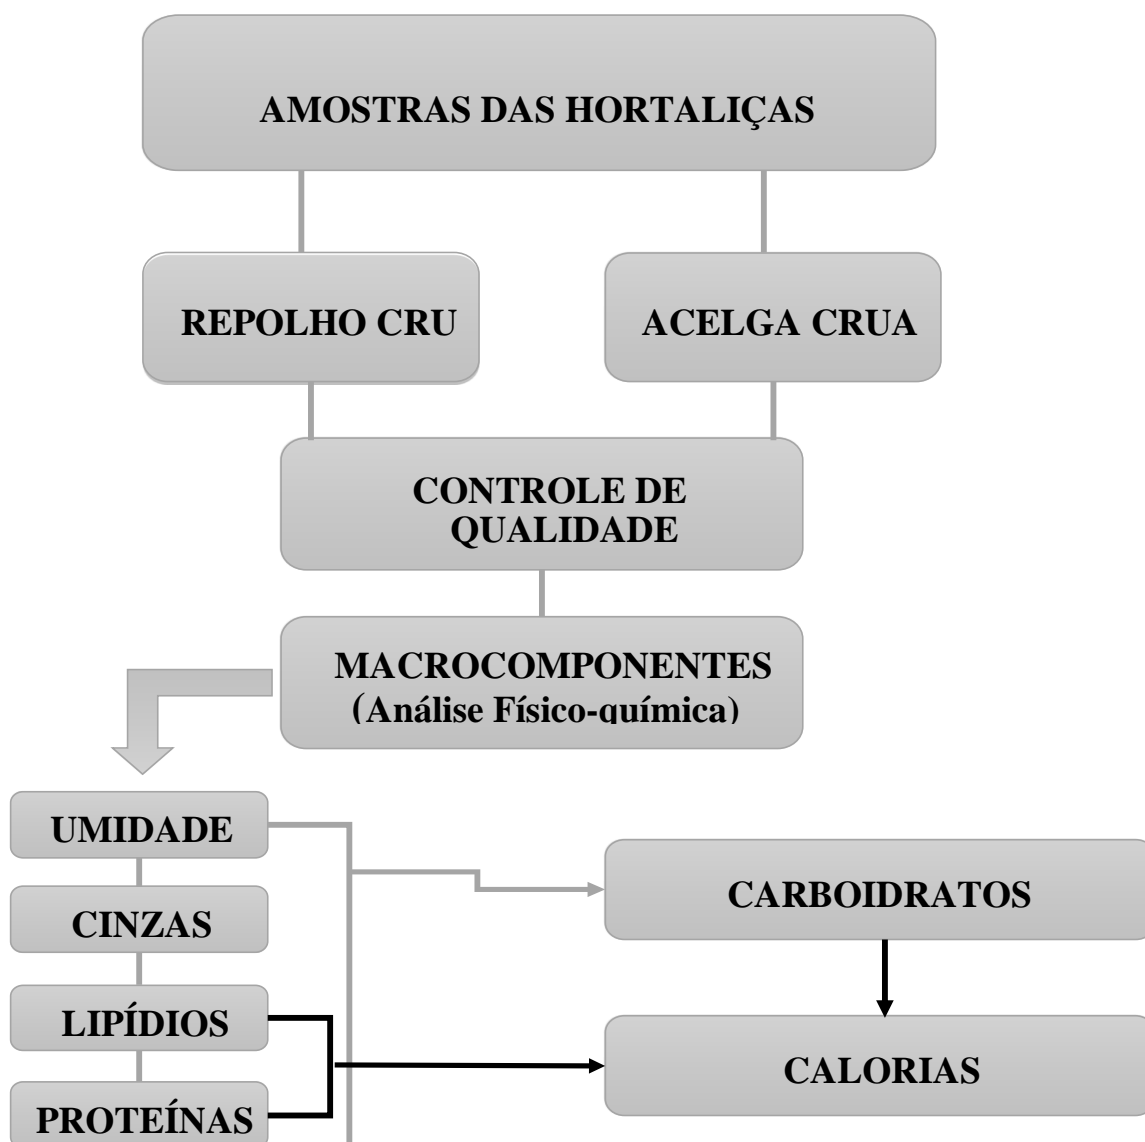 AMOSTRAS DAS HORTALIÇAS
REPOLHO CRU
ACELGA CRUA
CONTROLE DE
QUALIDADE
MACROCOMPONENTES
(Análise Físico-química)
UMIDADE
CINZAS
LIPÍDIOS
PROTEÍNAS
CARBOIDRATOS
CALORIAS